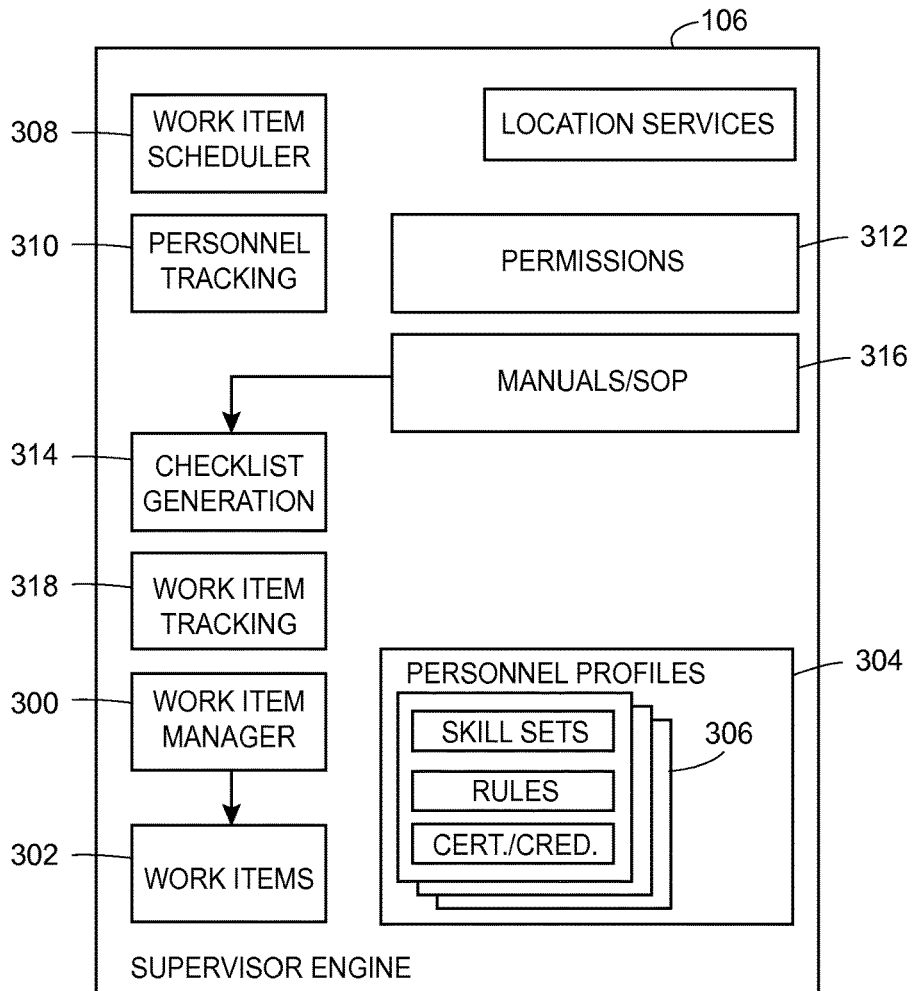 106
308
WORK ITEM
SCHEDULER
LOCATION SERVICES
310
PERSONNEL
TRACKING
PERMISSIONS
312
MANUALS/SOP
316
314
CHECKLIST
GENERATION
318
WORK ITEM
TRACKING
300
WORK ITEM
MANAGER
302
WORK ITEMS
PERSONNEL PROFILES
304
SKILL SETS
306
RULES
CERT./CRED.
SUPERVISOR ENGINE